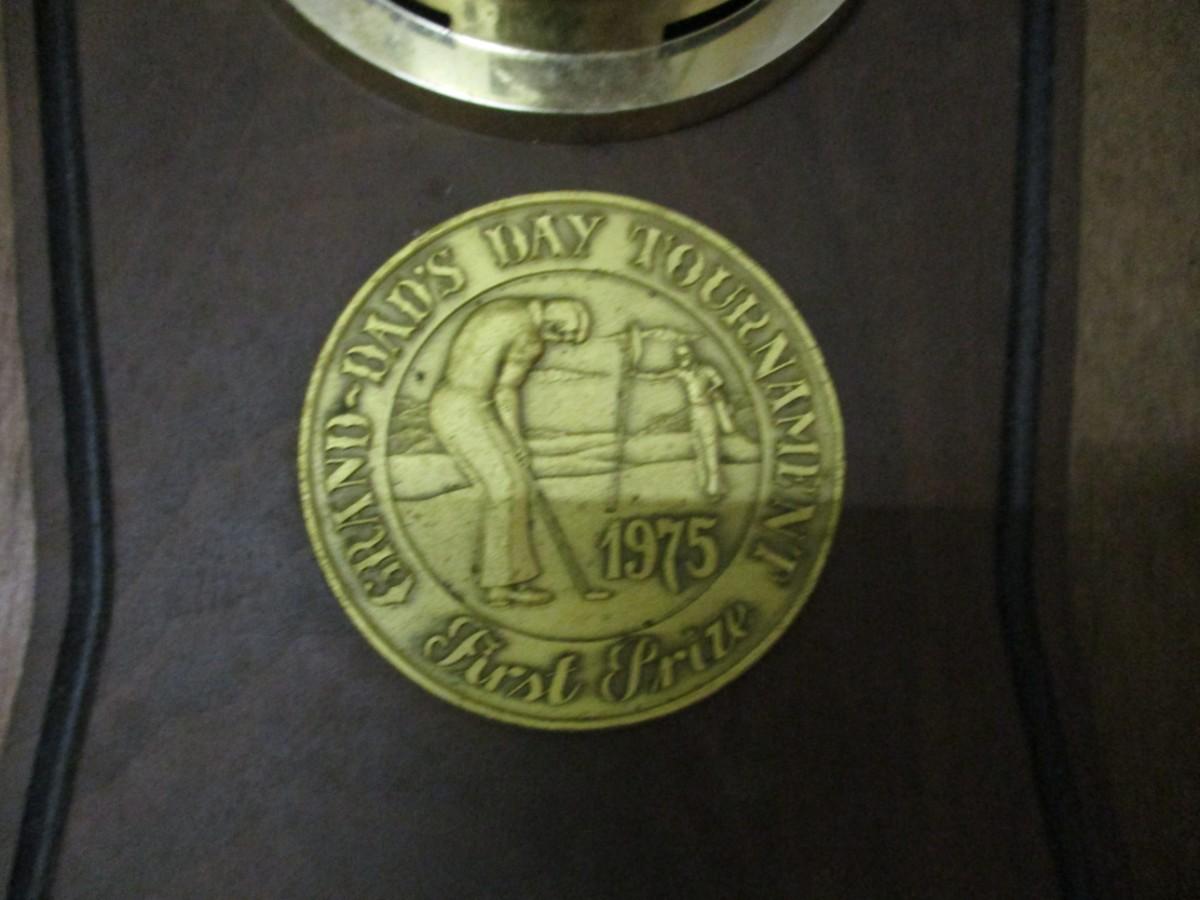 GRAND-DAD'S DAY TOURNAMENT
1975
First Prize